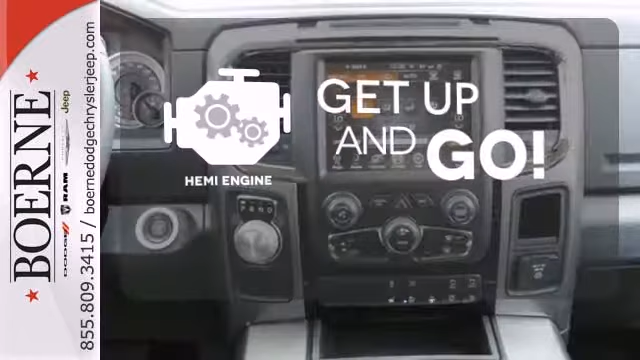 BOERNE
DODGE
RAM
Jeep
855.809.3415 / boernedodgechryslerjeep.com
HEMI ENGINE
GET UP
AND GO!
P R N D